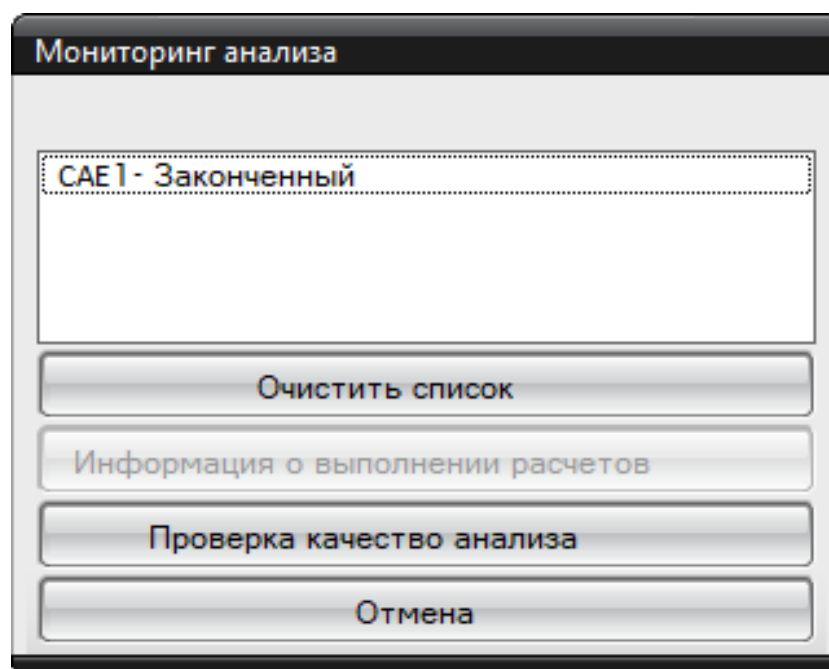 Мониторинг анализа
CAE1- Законченный
Очистить список
Информация о выполнении расчетов
Проверка качество анализа
Отмена